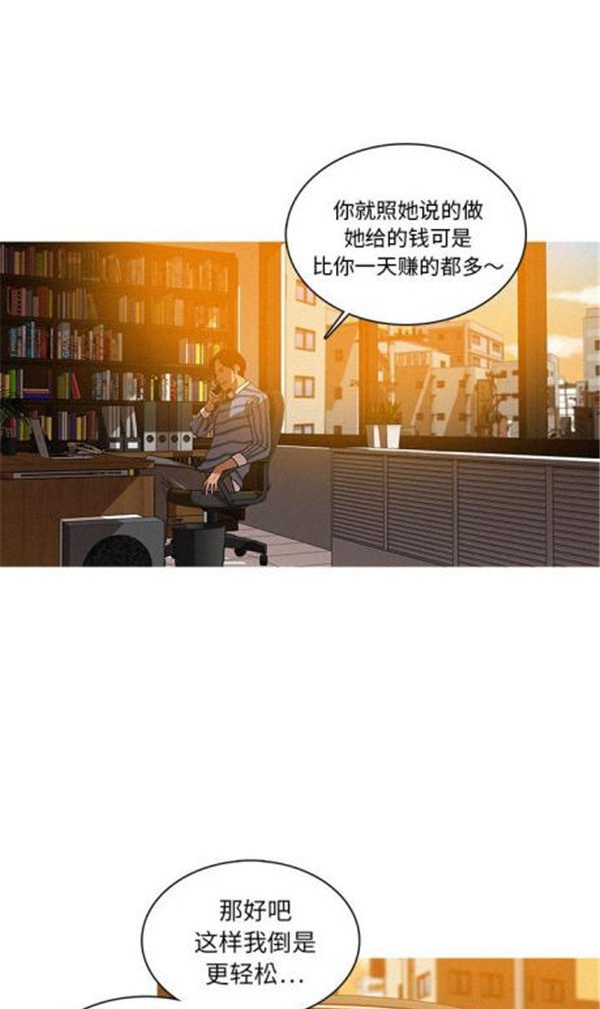 你就照她说的做
她给的钱可是
比你一天赚的都多～
那好吧
这样我倒是
更轻松...